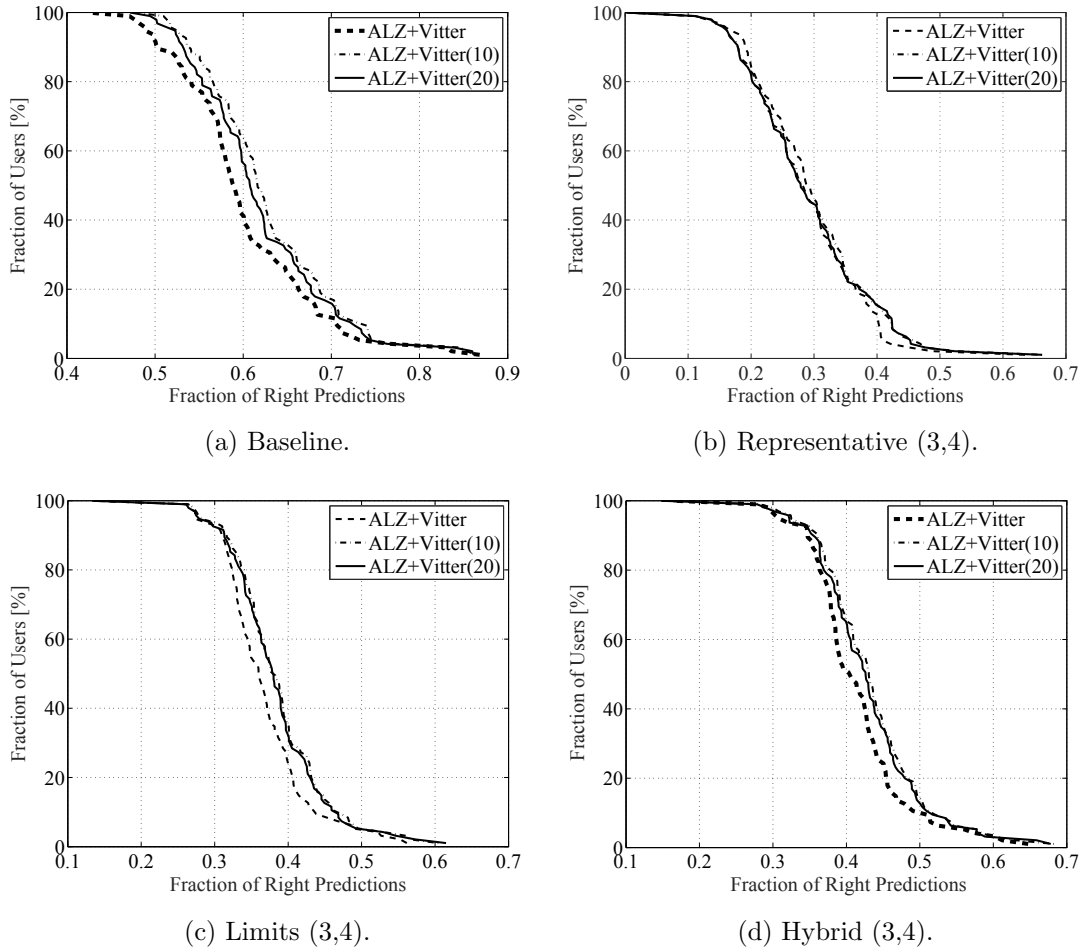 100
80
60
40
20
0
0.4 0.5 0.6 0.7 0.8 0.9
Fraction of Users [%]
Fraction of Right Predictions
ALZ+Vitter
ALZ+Vitter(10)
ALZ+Vitter(20)
(a) Baseline.
100
80
60
40
20
0
0 0.1 0.2 0.3 0.4 0.5 0.6 0.7
Fraction of Users [%]
Fraction of Right Predictions
ALZ+Vitter
ALZ+Vitter(10)
ALZ+Vitter(20)
(b) Representative (3,4).
100
80
60
40
20
0
0.1 0.2 0.3 0.4 0.5 0.6 0.7
Fraction of Users [%]
Fraction of Right Predictions
ALZ+Vitter
ALZ+Vitter(10)
ALZ+Vitter(20)
(c) Limits (3,4).
100
80
60
40
20
0
0.1 0.2 0.3 0.4 0.5 0.6 0.7
Fraction of Users [%]
Fraction of Right Predictions
ALZ+Vitter
ALZ+Vitter(10)
ALZ+Vitter(20)
(d) Hybrid (3,4).